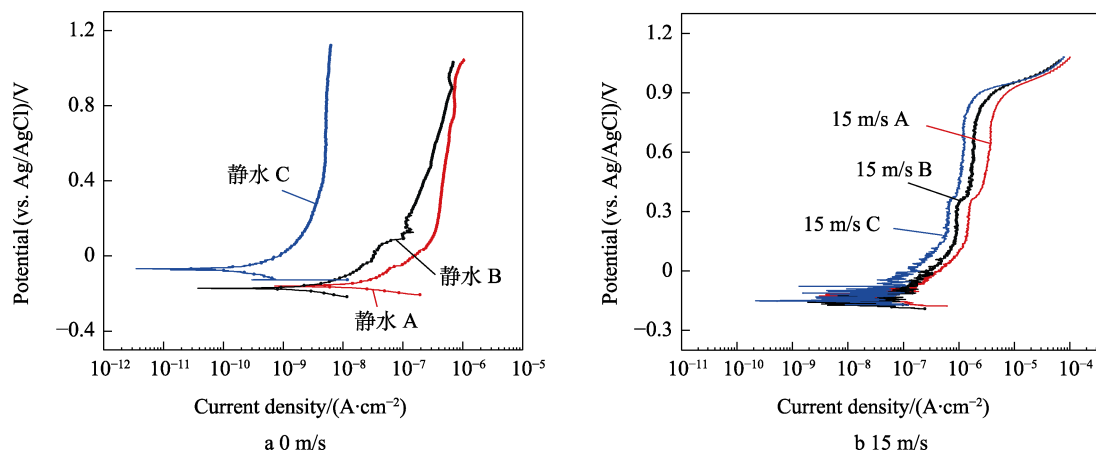 1.2
0.8
0.4
0
−0.4
Potential (vs. Ag/AgCl)/V
静水 C
静水 B
静水 A
10⁻¹² 10⁻¹¹ 10⁻¹⁰ 10⁻⁹ 10⁻⁸ 10⁻⁷ 10⁻⁶ 10⁻⁵
Current density/(A·cm⁻²)
a 0 m/s
1.2
0.9
0.6
0.3
0
−0.3
Potential (vs. Ag/AgCl)/V
15 m/s A
15 m/s B
15 m/s C
10⁻¹¹ 10⁻¹⁰ 10⁻⁹ 10⁻⁸ 10⁻⁷ 10⁻⁶ 10⁻⁵ 10⁻⁴
Current density/(A·cm⁻²)
b 15 m/s